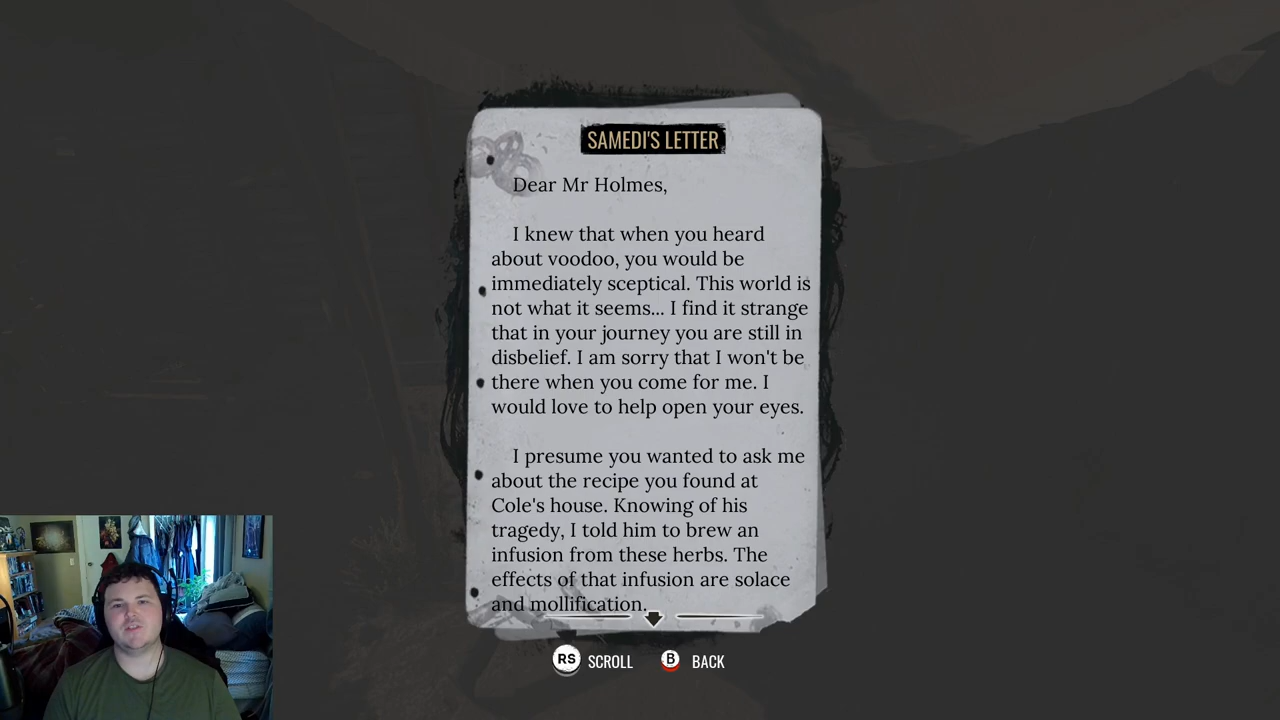 SAMEDI'S LETTER
Dear Mr Holmes,
I knew that when you heard
about voodoo, you would be
immediately sceptical. This world is
not what it seems... I find it strange
that in your journey you are still in
disbelief. I am sorry that I won't be
there when you come for me. I
would love to help open your eyes.
I presume you wanted to ask me
about the recipe you found at
Cole's house. Knowing of his
tragedy, I told him to brew an
infusion from these herbs. The
effects of that infusion are solace
and mollification.
RS SCROLL B BACK